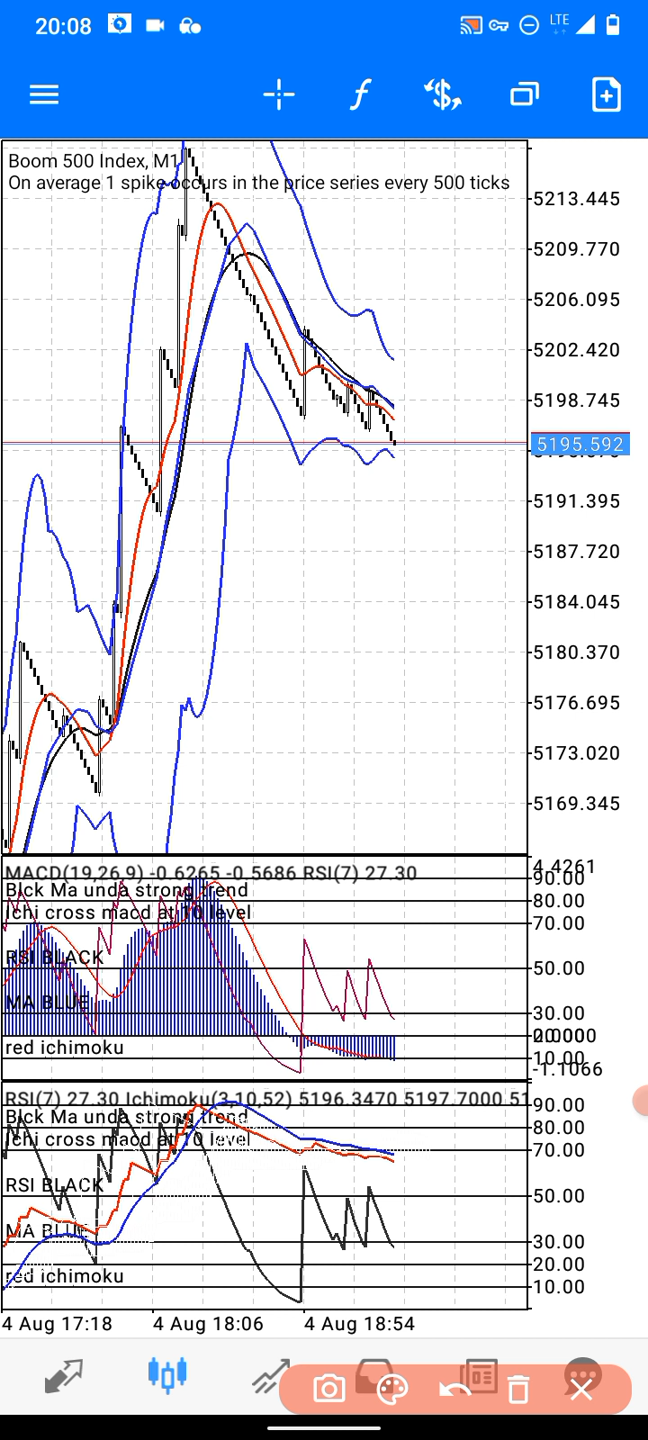 20:08
LTE
Boom 500 Index, M1
On average 1 spike occurs in the price series every 500 ticks
5213.445
5209.770
5206.095
5202.420
5198.745
5195.592
5191.395
5187.720
5184.045
5180.370
5176.695
5173.020
5169.345
MACD(19,26,9) -0.6265 -0.5686 RSI(7) 27.30
4.4261
90.00
Bick Ma unda strong trend
80.00
Ichi cross macd at 10 level
70.00
RSI BLACK
50.00
MA BLUE
30.00
red ichimoku
10.00
-1.1066
RSI(7) 27.30 Ichimoku(3,10,52) 5196.3470 5197.7000 51
90.00
Bick Ma unda strong trend
80.00
Ichi cross macd at 10 level
70.00
RSI BLACK
50.00
MA BLUE
30.00
20.00
red ichimoku
10.00
4 Aug 17:18
4 Aug 18:06
4 Aug 18:54